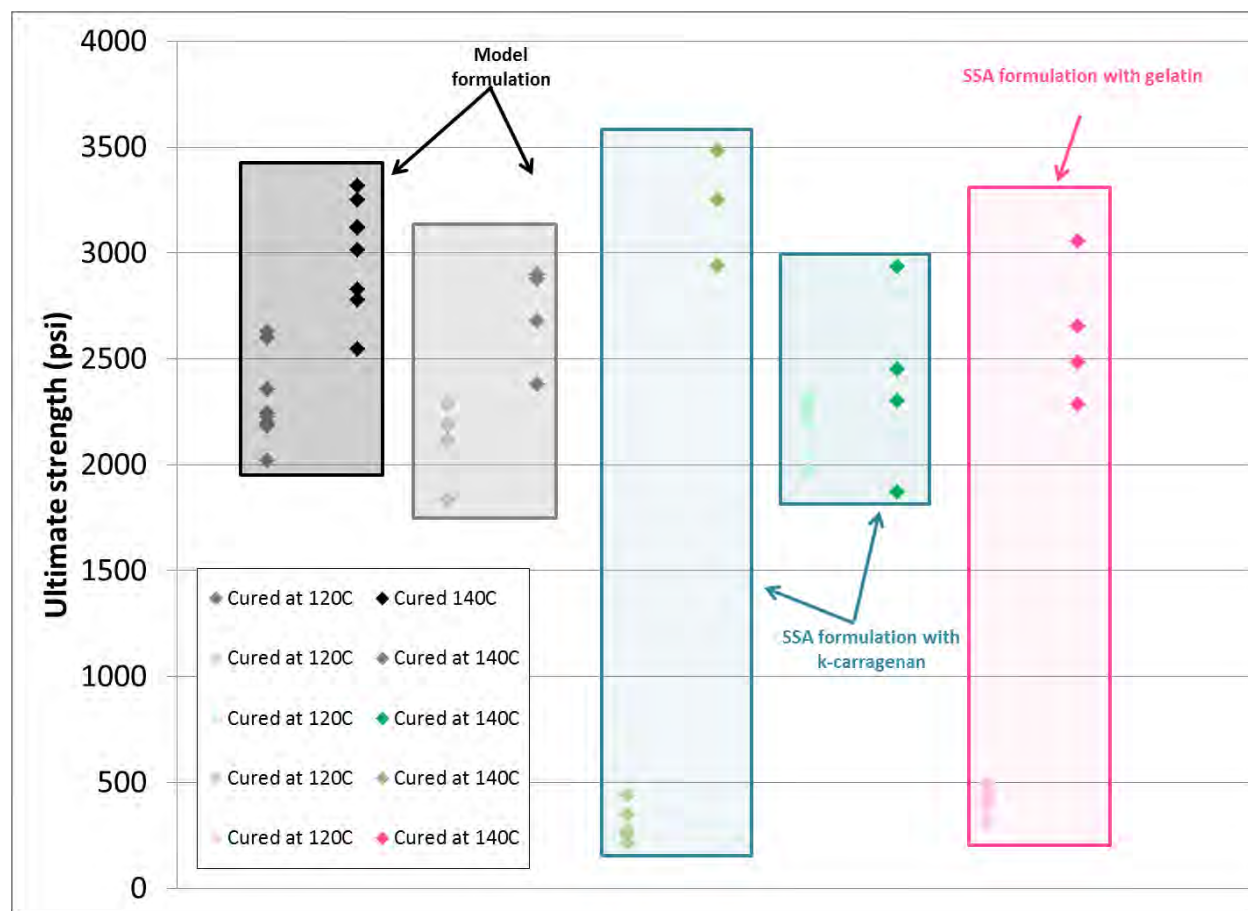 4000
3500
3000
2500
2000
1500
1000
500
0
Ultimate strength (psi)
Model
formulation
SSA formulation with gelatin
SSA formulation with
k-carragenan
Cured at 120C Cured 140C
Cured at 120C Cured at 140C
Cured at 120C Cured at 140C
Cured at 120C Cured at 140C
Cured at 120C Cured at 140C